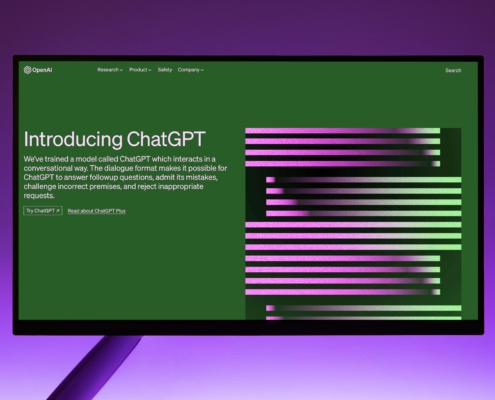 OpenAI
Research Product Safety Company
Search
Introducing ChatGPT
We've trained a model called ChatGPT which interacts in a
conversational way. The dialogue format makes it possible for
ChatGPT to answer followup questions, admit its mistakes,
challenge incorrect premises, and reject inappropriate
requests.
Try ChatGPT ↗ Read about ChatGPT Plus